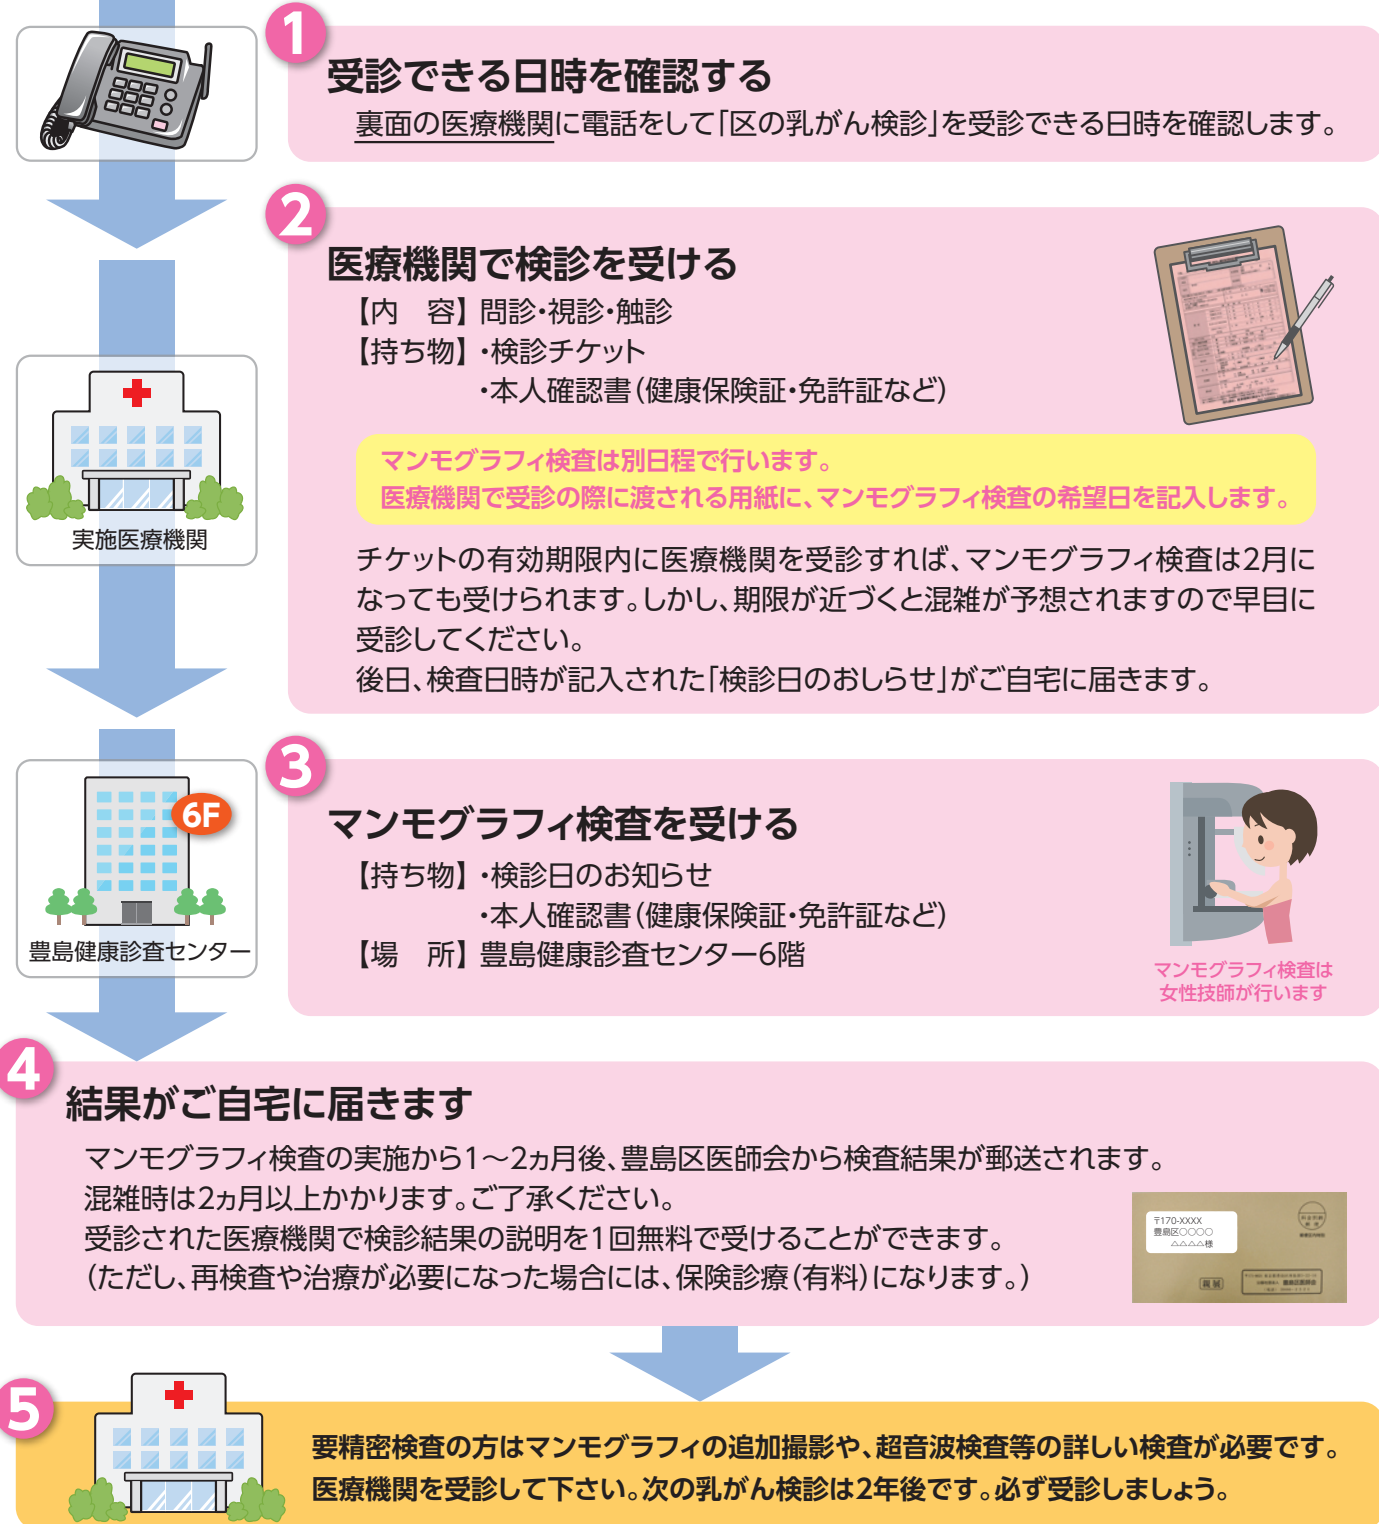 1
受診できる日時を確認する
裏面の医療機関に電話をして「区の乳がん検診」を受診できる日時を確認します。
2
医療機関で検診を受ける
【内　容】問診・視診・触診
【持ち物】・検診チケット
・本人確認書（健康保険証・免許証など）
マンモグラフィ検査は別日程で行います。
医療機関で受診の際に渡される用紙に、マンモグラフィ検査の希望日を記入します。
実施医療機関
チケットの有効期限内に医療機関を受診すれば、マンモグラフィ検査は2月に
なっても受けられます。しかし、期限が近づくと混雑が予想されますので早目に
受診してください。
後日、検査日時が記入された「検診日のおしらせ」がご自宅に届きます。
3
マンモグラフィ検査を受ける
【持ち物】・検診日のお知らせ
・本人確認書（健康保険証・免許証など）
【場　所】豊島健康診査センター6階
6F
豊島健康診査センター
マンモグラフィ検査は
女性技師が行います
4
結果がご自宅に届きます
マンモグラフィ検査の実施から1～2ヵ月後、豊島区医師会から検査結果が郵送されます。
混雑時は2ヵ月以上かかります。ご了承ください。
受診された医療機関で検診結果の説明を1回無料で受けることができます。
（ただし、再検査や治療が必要になった場合には、保険診療（有料）になります。）
〒170-XXXX
豊島区○○○○
△△△△様
親展
豊島区医師会
5
要精密検査の方はマンモグラフィの追加撮影や、超音波検査等の詳しい検査が必要です。
医療機関を受診して下さい。次の乳がん検診は2年後です。必ず受診しましょう。